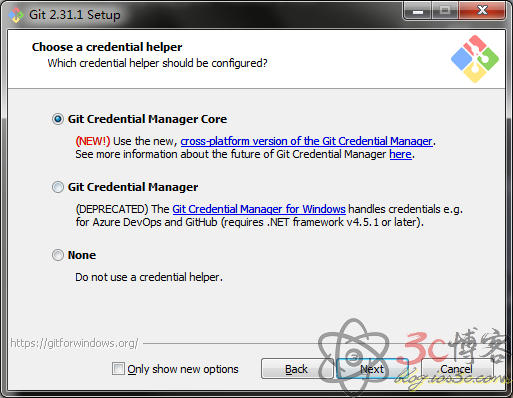 Git 2.31.1 Setup
Choose a credential helper
Which credential helper should be configured?
Git Credential Manager Core
(NEW!) Use the new, cross-platform version of the Git Credential Manager.
See more information about the future of Git Credential Manager here.
Git Credential Manager
(DEPRECATED) The Git Credential Manager for Windows handles credentials e.g.
for Azure DevOps and GitHub (requires .NET framework v4.5.1 or later).
None
Do not use a credential helper.
https://gitforwindows.org/
Only show new options
Back
Next
Cancel
3c博客
blog.ios3c.com